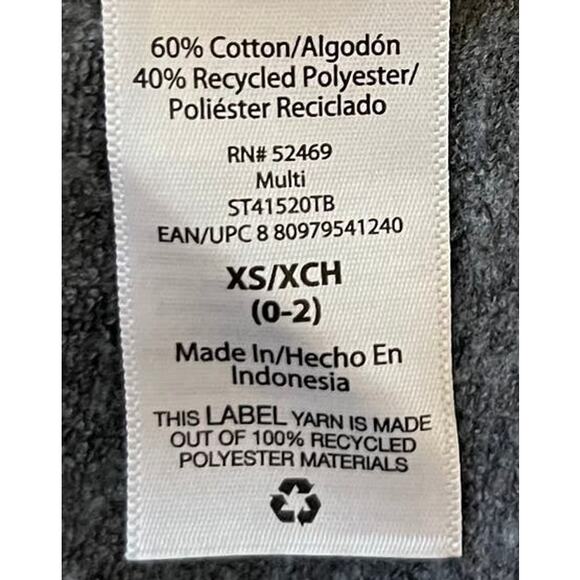 60% Cotton/Algodón
40% Recycled Polyester/
Poliéster Reciclado
RN# 52469
Multi
ST41520TB
EAN/UPC 8 80979541240
XS/XCH
(0-2)
Made In/Hecho En
Indonesia
THIS LABEL YARN IS MADE
OUT OF 100% RECYCLED
POLYESTER MATERIALS